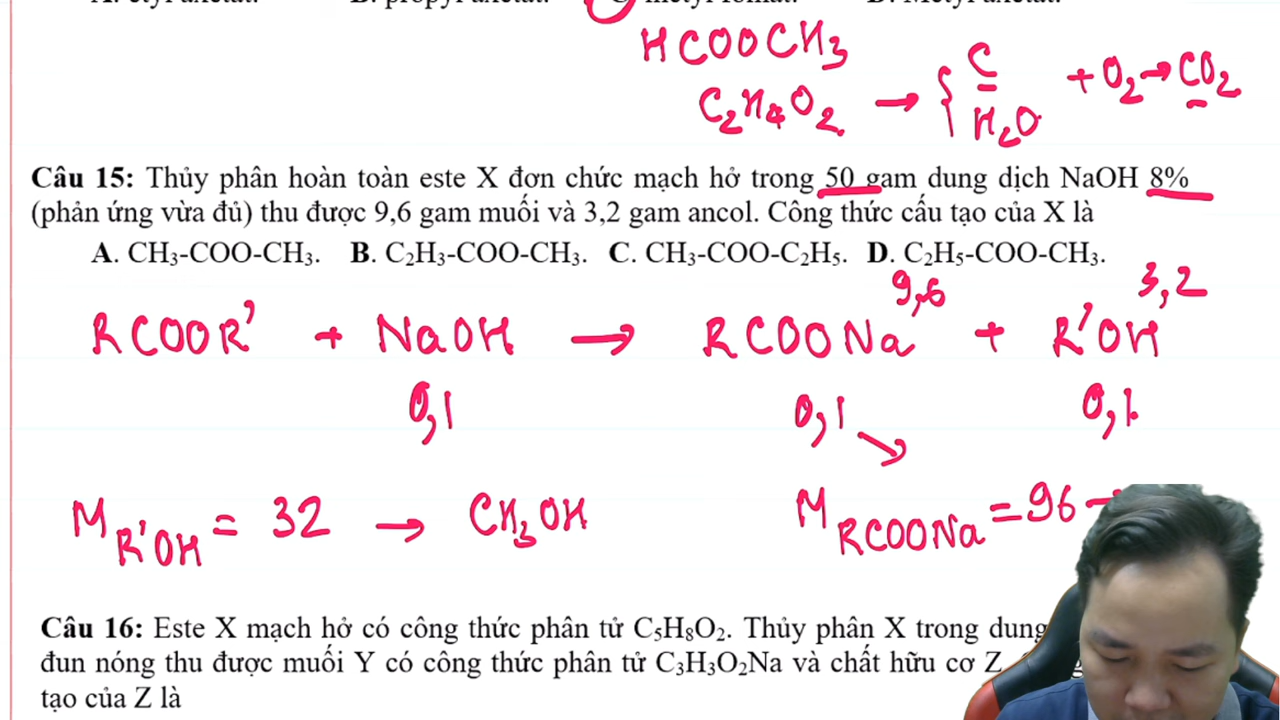 HCOOCH3
C2H4O2 → { C H2O + O2 → CO2
Câu 15: Thủy phân hoàn toàn este X đơn chức mạch hở trong 50 gam dung dịch NaOH 8%
(phản ứng vừa đủ) thu được 9,6 gam muối và 3,2 gam ancol. Công thức cấu tạo của X là
A. CH3-COO-CH3. B. C2H3-COO-CH3. C. CH3-COO-C2H5. D. C2H5-COO-CH3.
9,6 3,2
RCOOR' + NaOH → RCOONa + R'OH
0,1 0,1 0,1
M R'OH = 32 → CH3OH M RCOONa = 96
Câu 16: Este X mạch hở có công thức phân tử C5H8O2. Thủy phân X trong dung
đun nóng thu được muối Y có công thức phân tử C3H3O2Na và chất hữu cơ Z
tạo của Z là